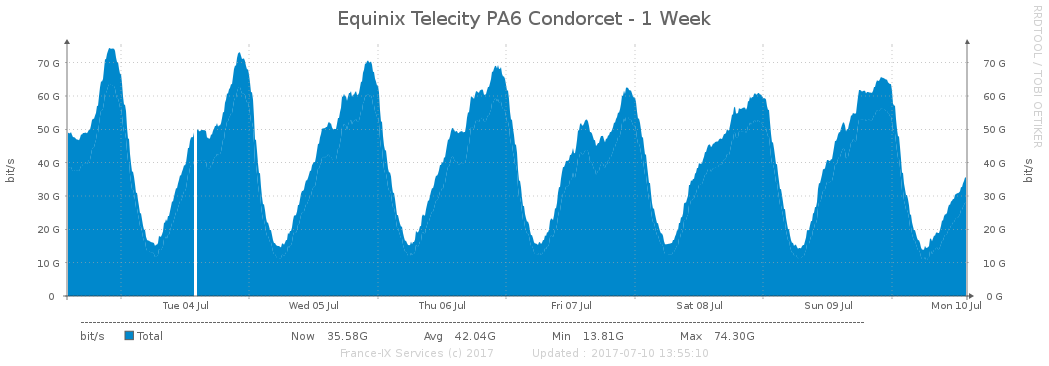 Equinix Telecity PA6 Condorcet - 1 Week
RRDTOOL / TOBI OETIKER
bit/s
70 G
60 G
50 G
40 G
30 G
20 G
10 G
0
70 G
60 G
50 G
40 G
30 G
20 G
10 G
0 G
bit/s
Tue 04 Jul Wed 05 Jul Thu 06 Jul Fri 07 Jul Sat 08 Jul Sun 09 Jul Mon 10 Jul
bit/s Total Now 35.58G Avg 42.04G Min 13.81G Max 74.30G
France-IX Services (c) 2017 Updated : 2017-07-10 13:55:10